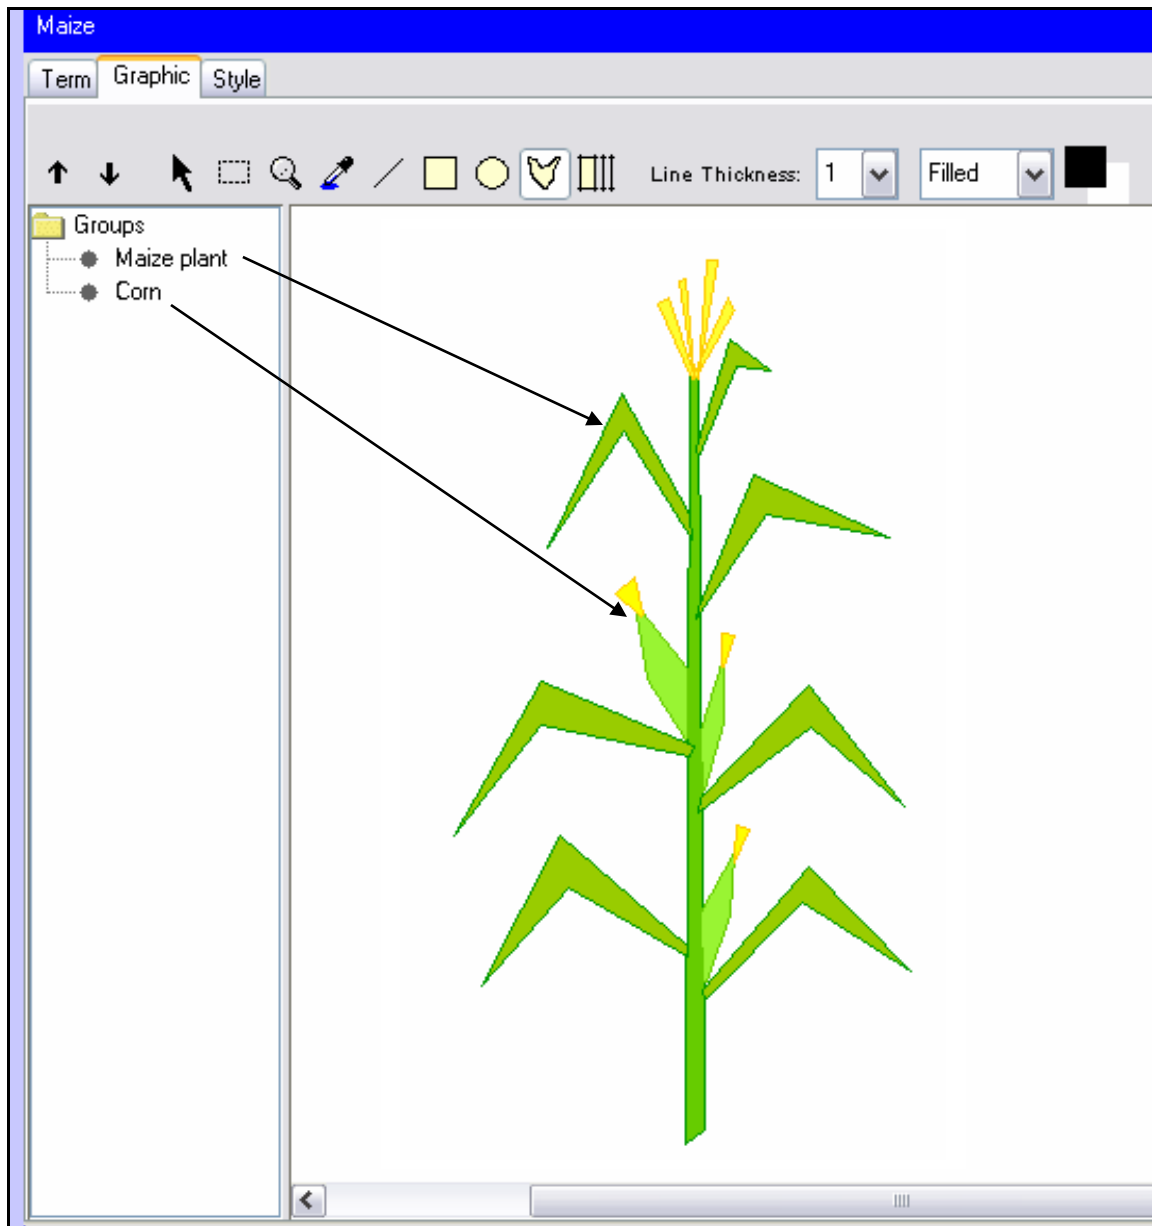 Maize
Term Graphic Style
Line Thickness: 1 Filled
Groups
Maize plant
Corn